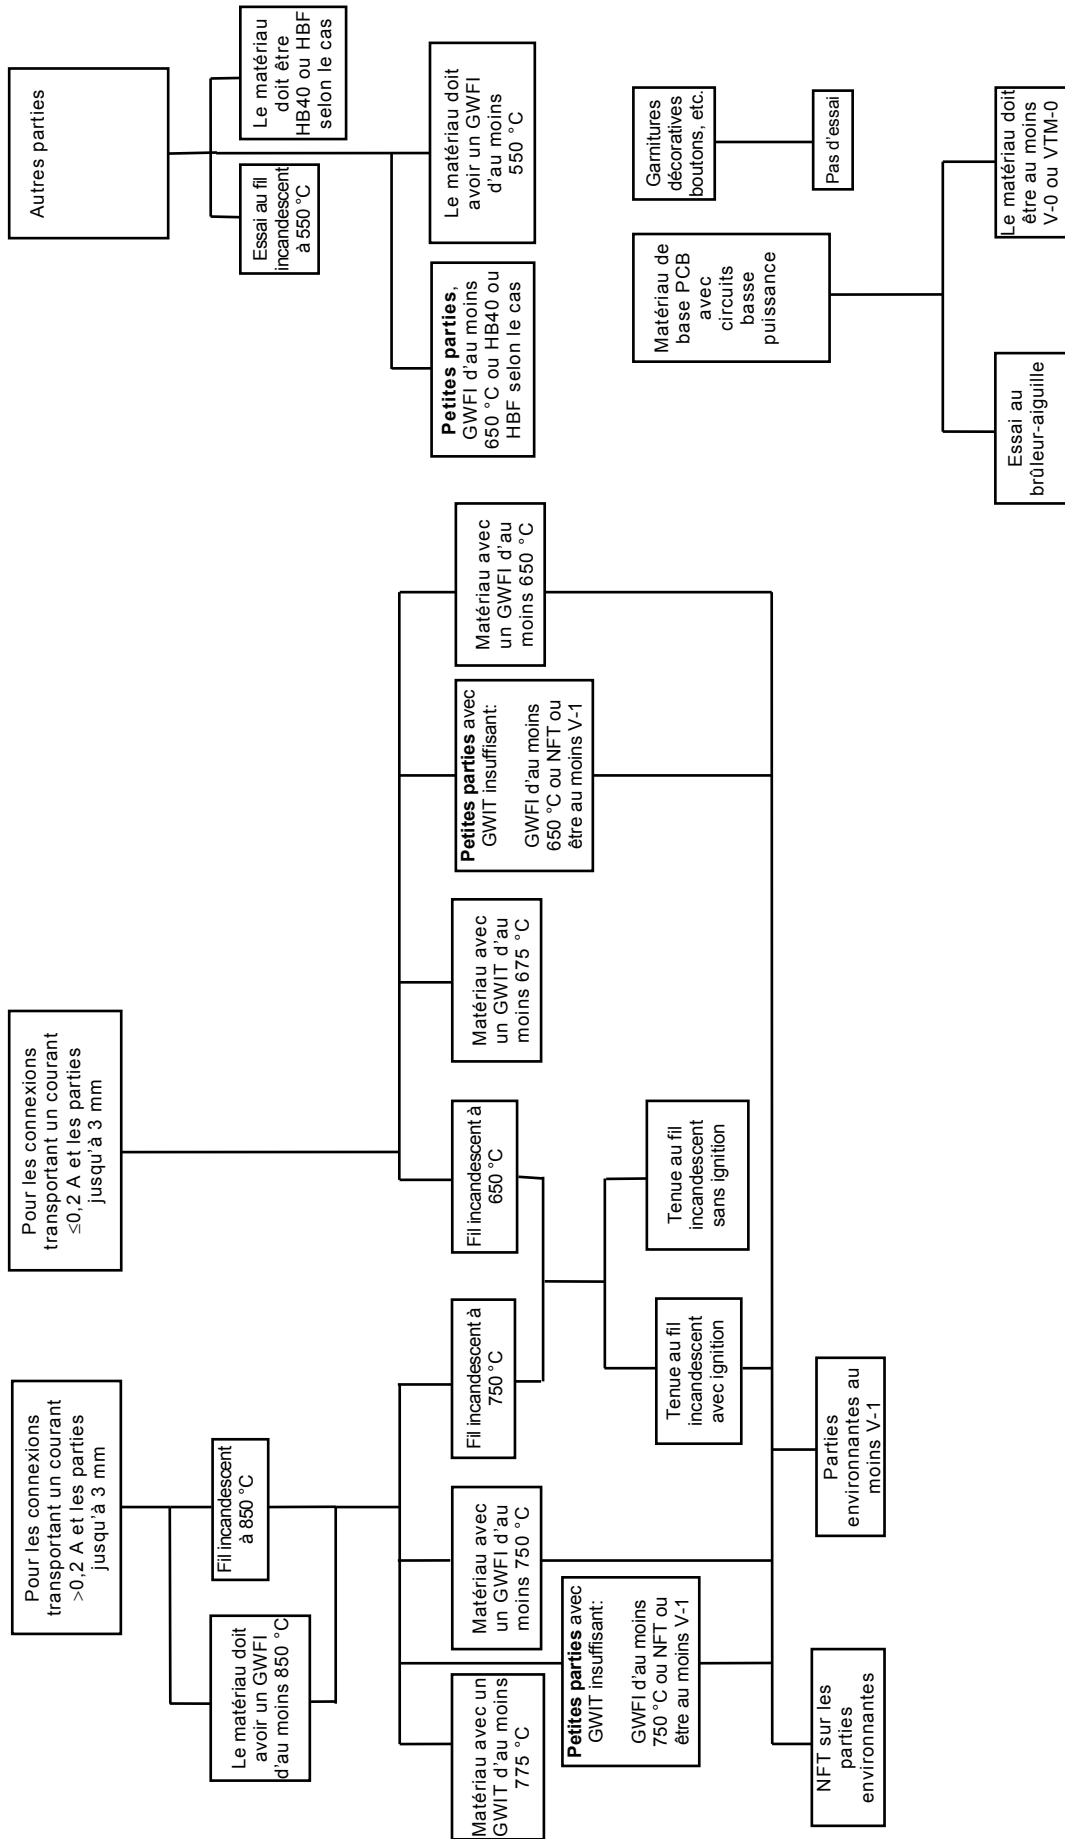 Pour les connexions
transportant un courant
>0,2 A et les parties
jusqu'à 3 mm
Le matériau doit
avoir un GWFI
d'au moins 850 °C
Fil incandescent
à 850 °C
Matériau avec un
GWIT d'au moins
775 °C
Petites parties avec
GWIT insuffisant:
GWFI d'au moins
750 °C ou NFT ou
être au moins V-1
Matériau avec
un GWFI d'au
moins 750 °C
Fil incandescent à
750 °C
Pour les connexions
transportant un courant
≤0,2 A et les parties
jusqu'à 3 mm
Fil incandescent à
650 °C
Matériau avec
un GWIT d'au
moins 675 °C
Petites parties avec
GWIT insuffisant:
GWFI d'au moins
650 °C ou NFT ou
être au moins V-1
Matériau avec
un GWFI d'au
moins 650 °C
Tenue au fil
incandescent
avec ignition
Tenue au fil
incandescent
sans ignition
NFT sur les
parties
environnantes
Parties
environnantes au
moins V-1
Autres parties
Essai au fil
incandescent
à 550 °C
Le matériau
doit être
HB40 ou HBF
selon le cas
Petites parties,
GWFI d'au moins
650 °C ou HB40 ou
HBF selon le cas
Le matériau doit
avoir un GWFI
d'au moins
550 °C
Matériau de
base PCB
avec
circuits
basse
puissance
Garnitures
décoratives
boutons, etc.
Pas d'essai
Essai au
brûleur-aiguille
Le matériau doit
être au moins
V-0 ou VTM-0